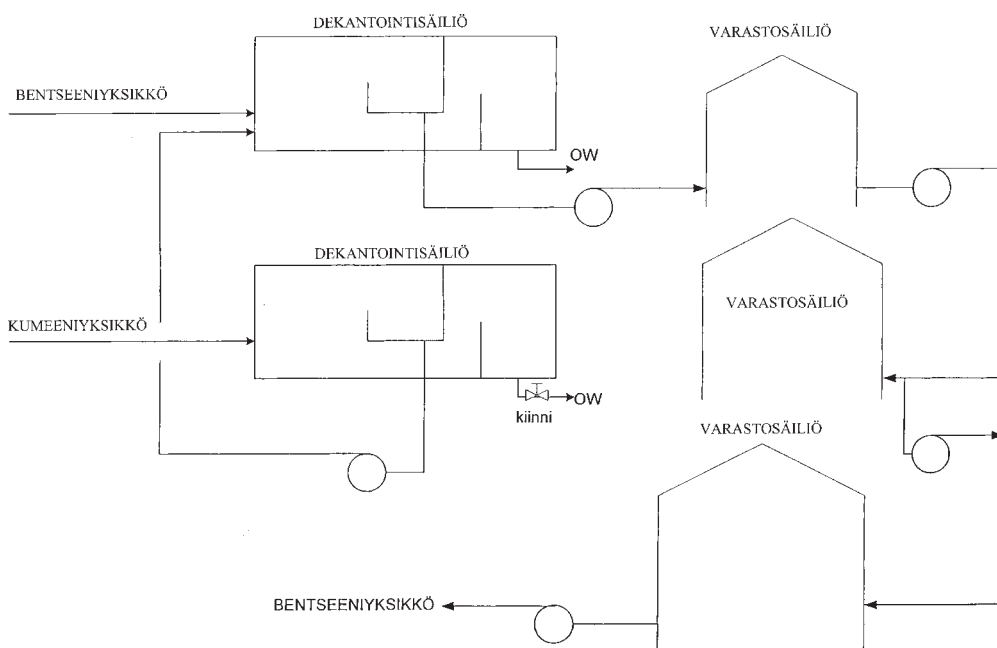 DEKANTOINTISÄILIÖ
VARASTOSÄILIÖ
BENTSEENIYKSIKKÖ
OW
DEKANTOINTISÄILIÖ
VARASTOSÄILIÖ
KUMEENIYKSIKKÖ
OW
kiinni
VARASTOSÄILIÖ
BENTSEENIYKSIKKÖ